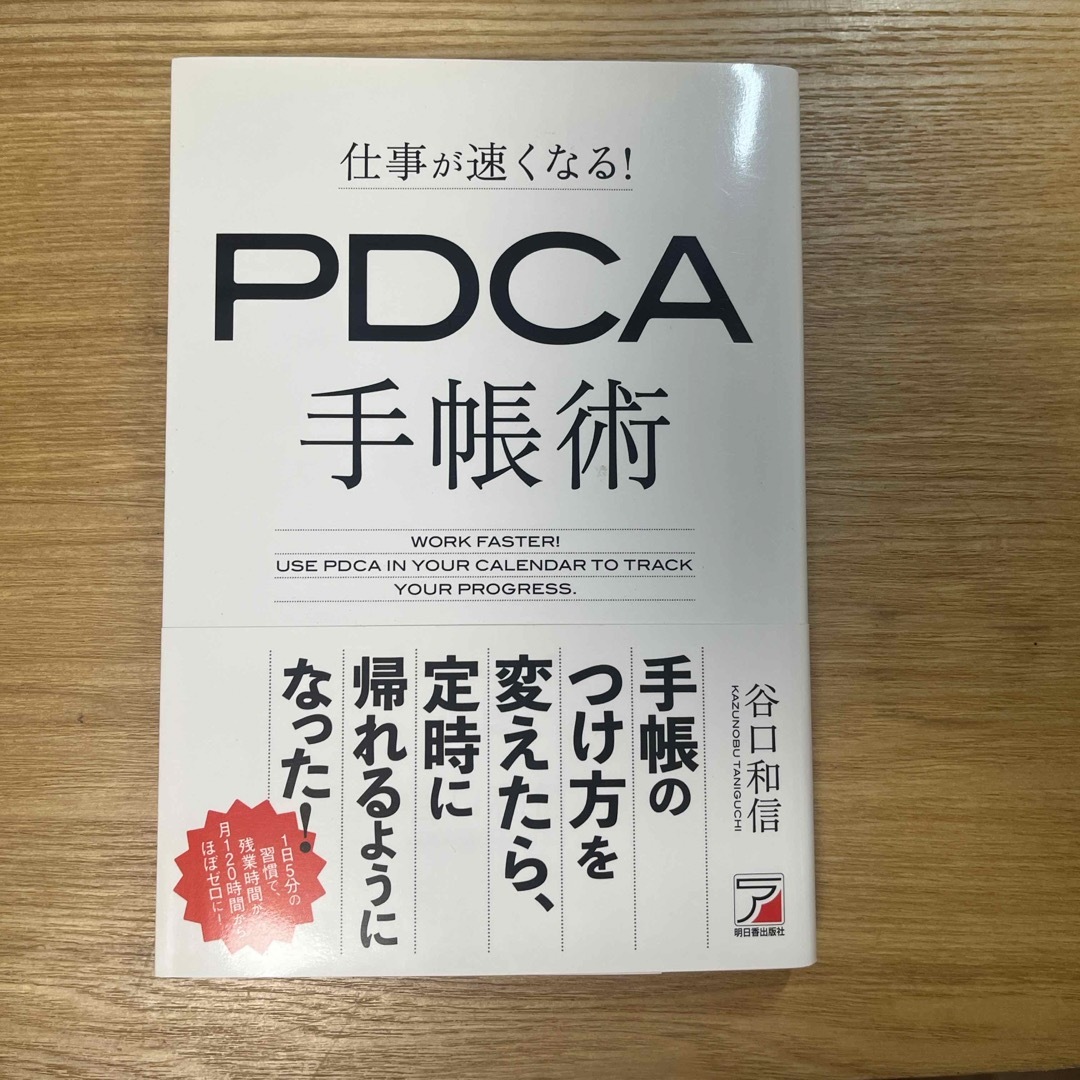 仕事が速くなる!
PDCA
手帳術
WORK FASTER!
USE PDCA IN YOUR CALENDAR TO TRACK
YOUR PROGRESS.
谷口和信
KAZUNOBU TANIGUCHI
手帳の
つけ方を
変えたら、
定時に
帰れるように
なった!
1日5分の
習慣で、
残業時間が
月120時間から
ほぼゼロに!
ア
明日香出版社